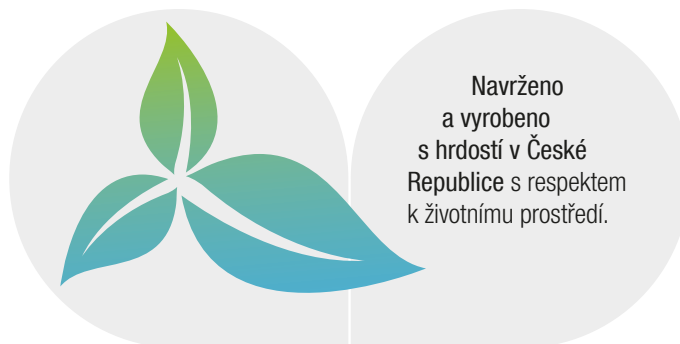 Navrženo
a vyrobeno
s hrdostí v České
Republice s respektem
k životnímu prostředí.